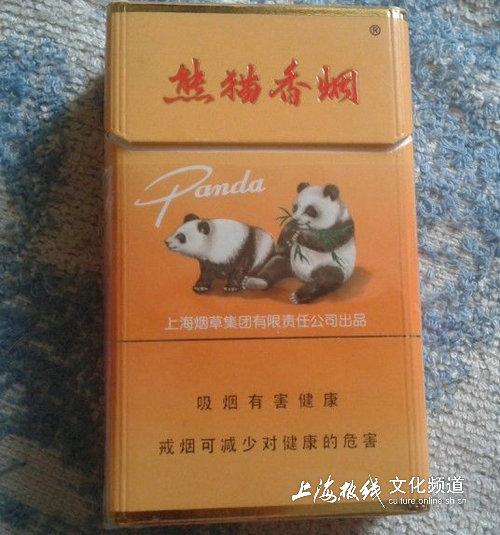 ®
熊猫香烟
Panda
上海烟草集团有限责任公司出品
吸烟有害健康
戒烟可减少对健康的危害
上海热线 文化频道
culture.online.sh.cn